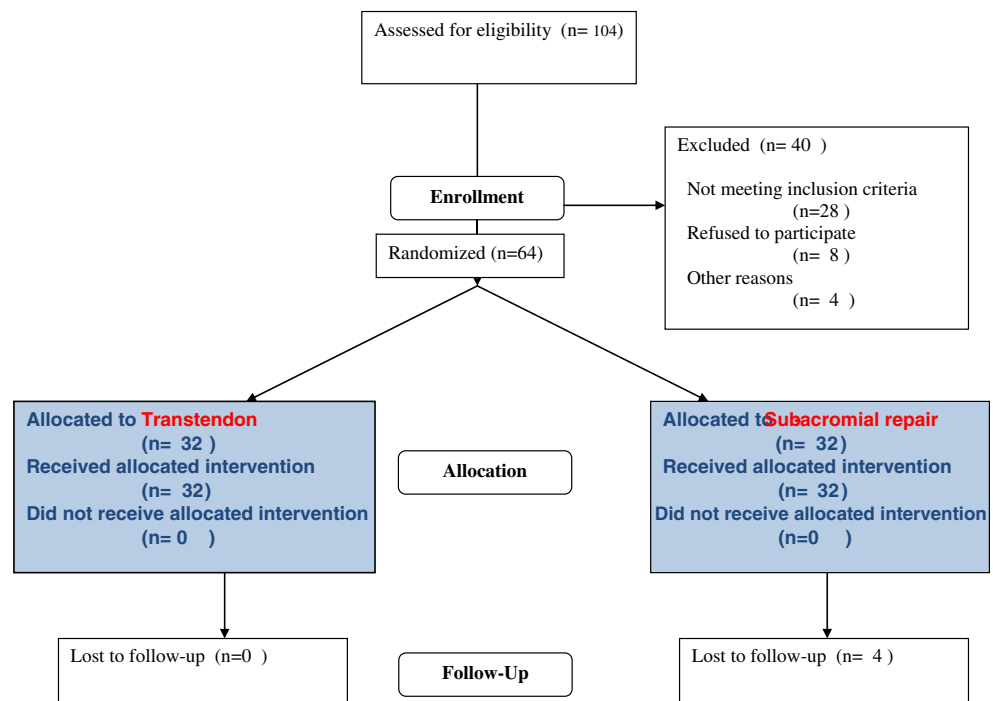 Assessed for eligibility (n= 104)
Excluded (n= 40 )
Not meeting inclusion criteria
(n=28 )
Refused to participate
(n= 8 )
Other reasons
(n= 4 )
Enrollment
Randomized (n=64)
Allocated to Transtendon
(n= 32 )
Received allocated intervention
(n= 32)
Did not receive allocated intervention
(n= 0 )
Allocation
Allocated to Subacromial repair
(n= 32)
Received allocated intervention
(n= 32)
Did not receive allocated intervention
(n=0 )
Lost to follow-up (n=0 )
Follow-Up
Lost to follow-up (n= 4 )